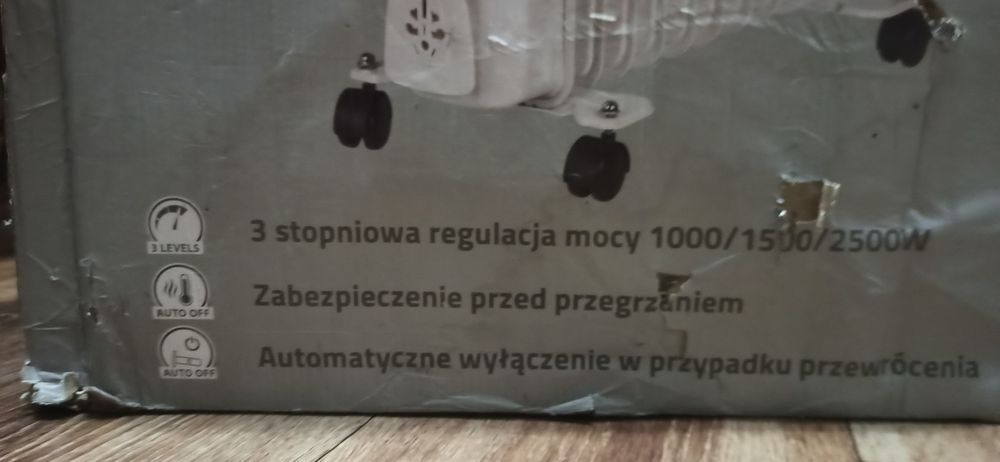 3 LEVELS
3 stopniowa regulacja mocy 1000/1500/2500W
AUTO OFF
Zabezpieczenie przed przegrzaniem
AUTO OFF
Automatyczne wyłączenie w przypadku przewrócenia